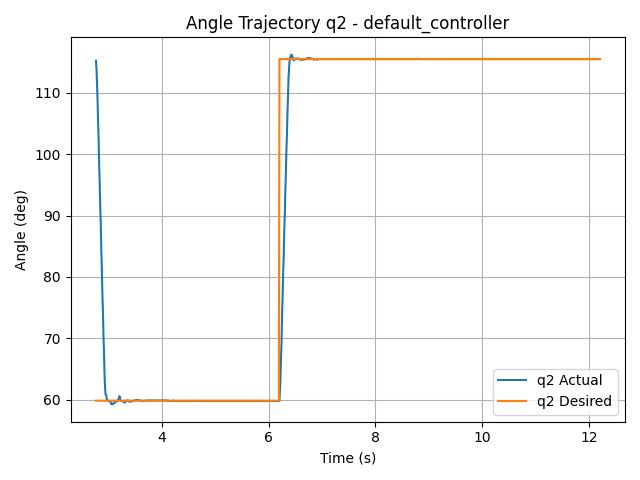 Angle Trajectory q2 - default_controller
Angle (deg)
110
100
90
80
70
60
4
6
8
10
12
Time (s)
q2 Actual
q2 Desired